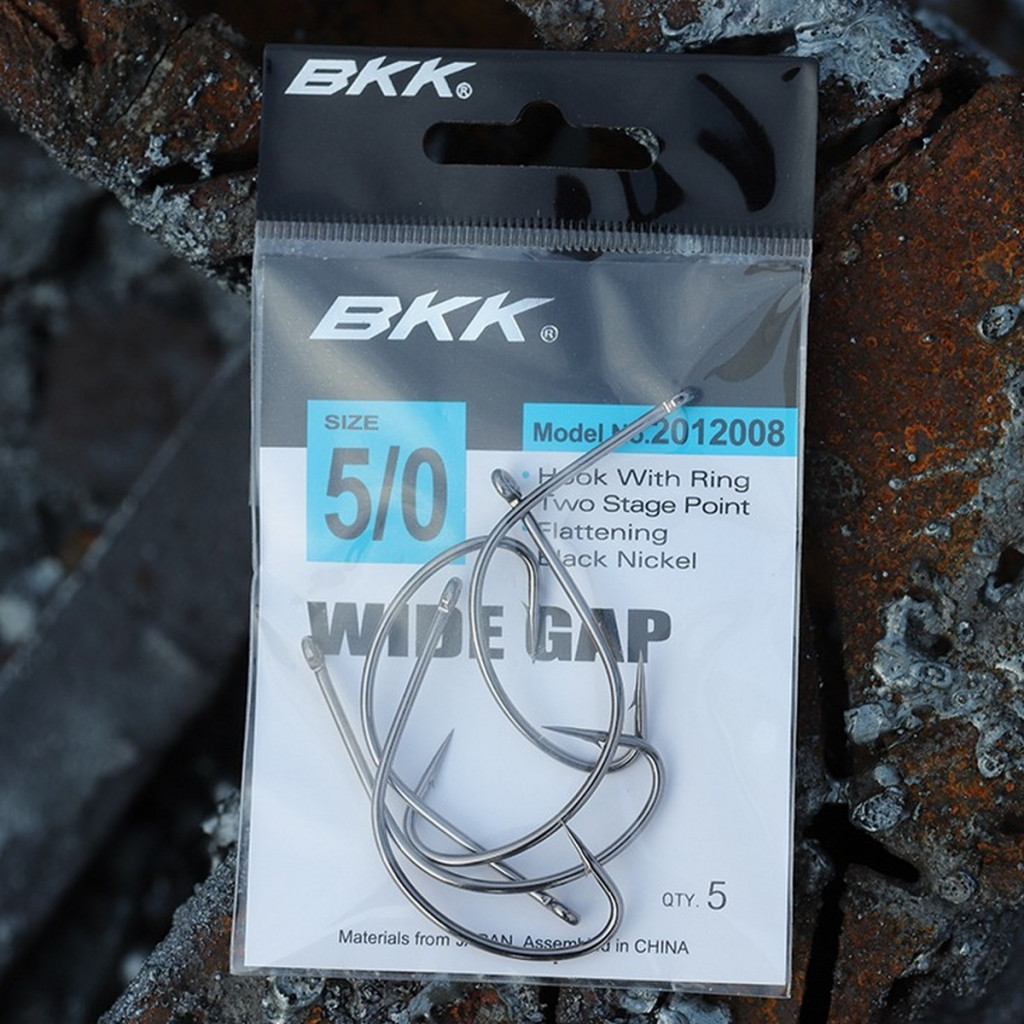 BKK®
BKK®
SIZE
5/0
Model No.2012008
• Hook With Ring
Two Stage Point
Flattening
Black Nickel
WIDE GAP
QTY. 5
Materials from JAPAN, Assembled in CHINA